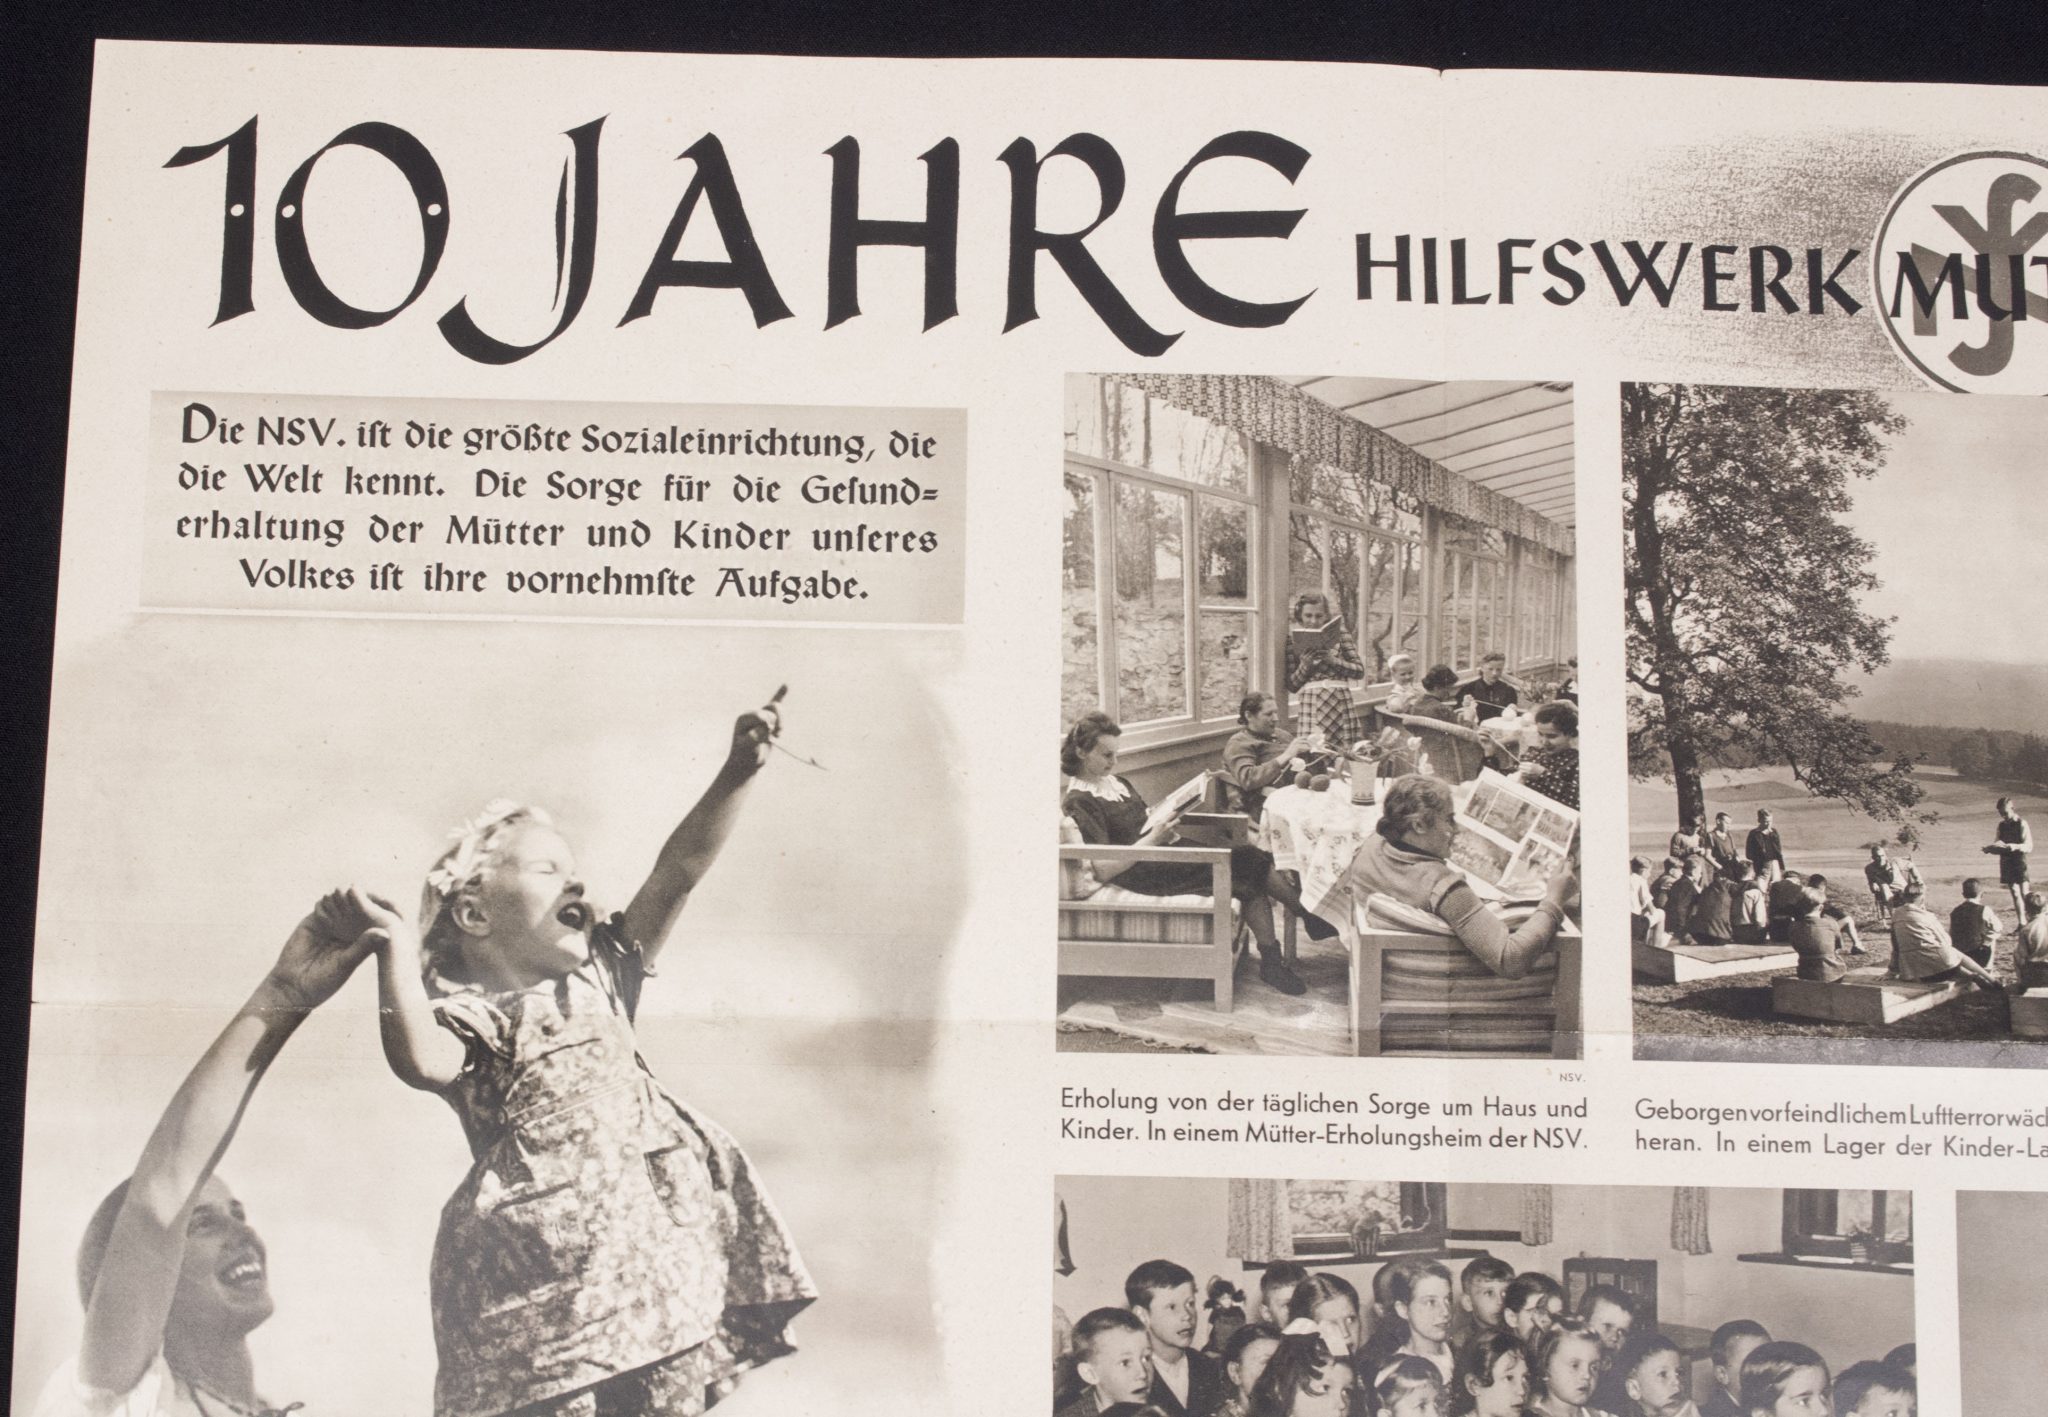 10 JAHRE HILFSWERK
Die NSV. ist die größte Sozialeinrichtung, die
die Welt kennt. Die Sorge für die Gesund=
erhaltung der Mütter und Kinder unseres
Volkes ist ihre vornehmste Aufgabe.
NSV.
Erholung von der täglichen Sorge um Haus und
Kinder. In einem Mütter-Erholungsheim der NSV.
Geborgen vor feindlichem Luftterror wäch
heran. In einem Lager der Kinder-La